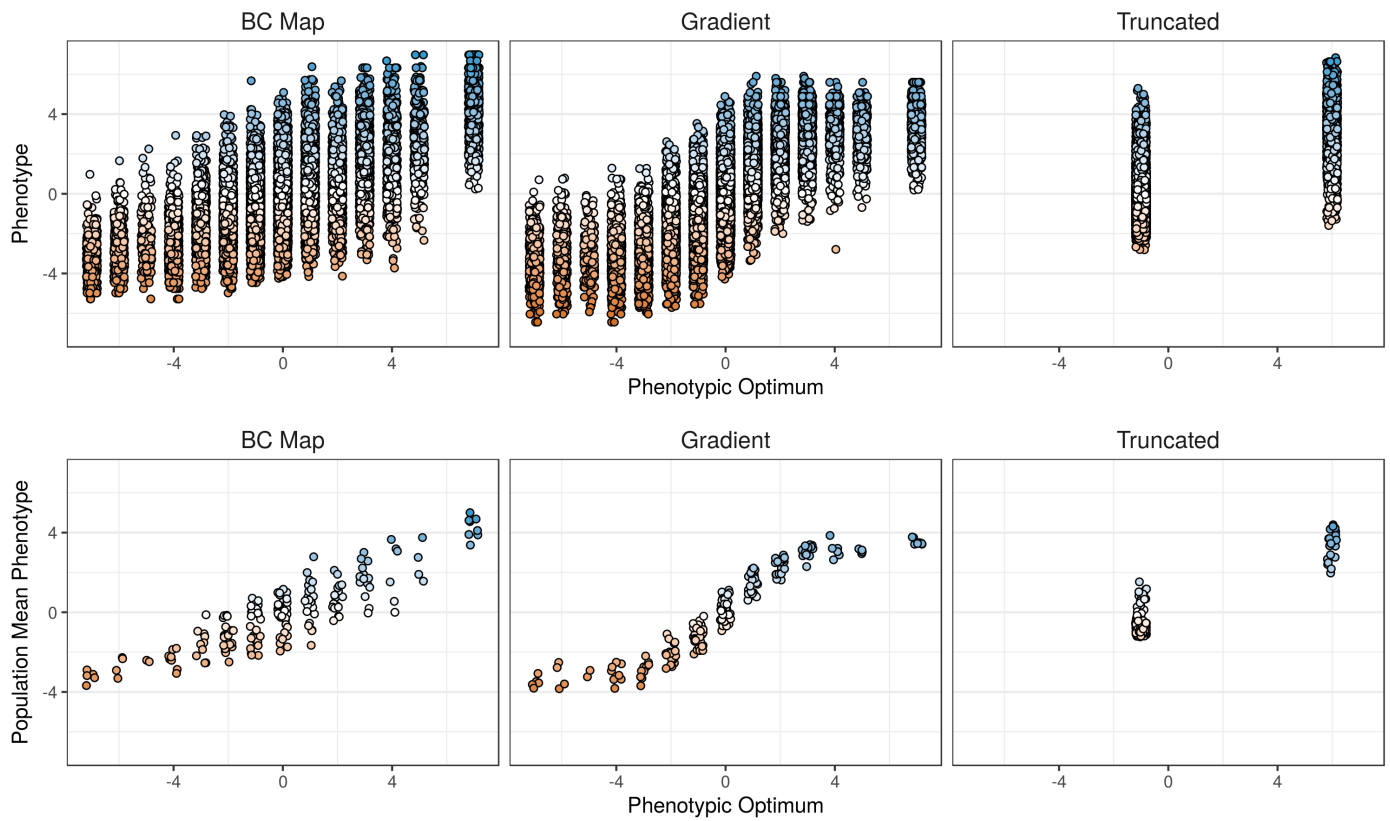 BC Map Gradient Truncated
Phenotype
4
0
-4
-4 0 4 -4 0 4 -4 0 4
Phenotypic Optimum
BC Map Gradient Truncated
Population Mean Phenotype
4
0
-4
-4 0 4 -4 0 4 -4 0 4
Phenotypic Optimum